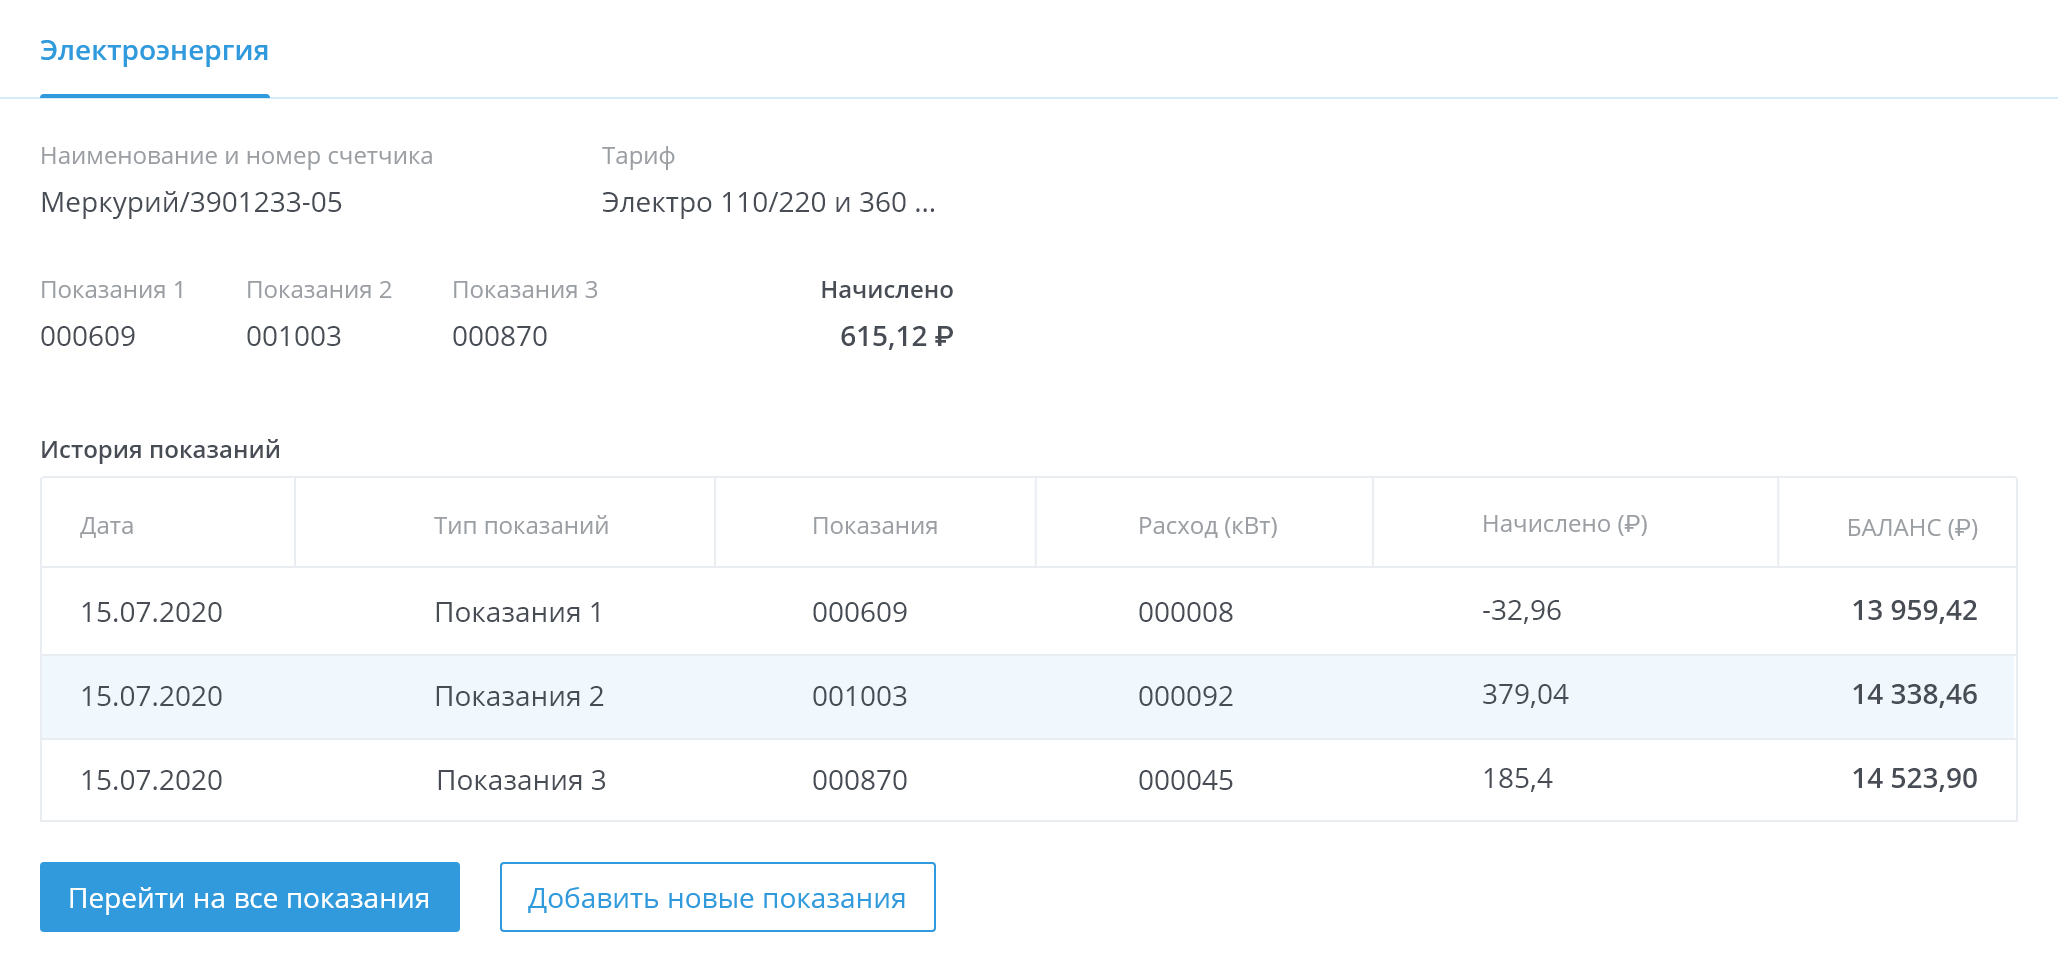 Электроэнергия
Наименование и номер счетчика Тариф
Меркурий/3901233-05 Электро 110/220 и 360 ...
Показания 1 Показания 2 Показания 3 Начислено
000609 001003 000870 615,12 ₽
История показаний
Дата Тип показаний Показания Расход (кВт) Начислено (₽) БАЛАНС (₽)
15.07.2020 Показания 1 000609 000008 -32,96 13 959,42
15.07.2020 Показания 2 001003 000092 379,04 14 338,46
15.07.2020 Показания 3 000870 000045 185,4 14 523,90
Перейти на все показания Добавить новые показания